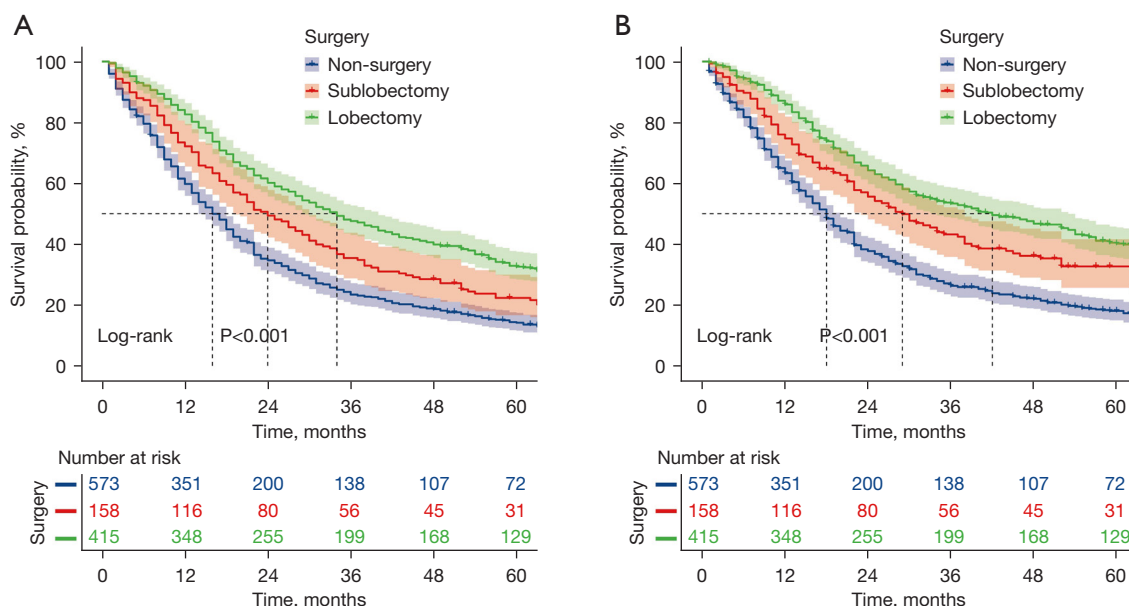 A
Surgery
Non-surgery
Sublobectomy
Lobectomy
Survival probability, %
100
80
60
40
20
0
Log-rank P<0.001
0 12 24 36 48 60
Time, months
Number at risk
Surgery
573 351 200 138 107 72
158 116 80 56 45 31
415 348 255 199 168 129
0 12 24 36 48 60
Time, months
B
Surgery
Non-surgery
Sublobectomy
Lobectomy
Survival probability, %
100
80
60
40
20
0
Log-rank P<0.001
0 12 24 36 48 60
Time, months
Number at risk
Surgery
573 351 200 138 107 72
158 116 80 56 45 31
415 348 255 199 168 129
0 12 24 36 48 60
Time, months